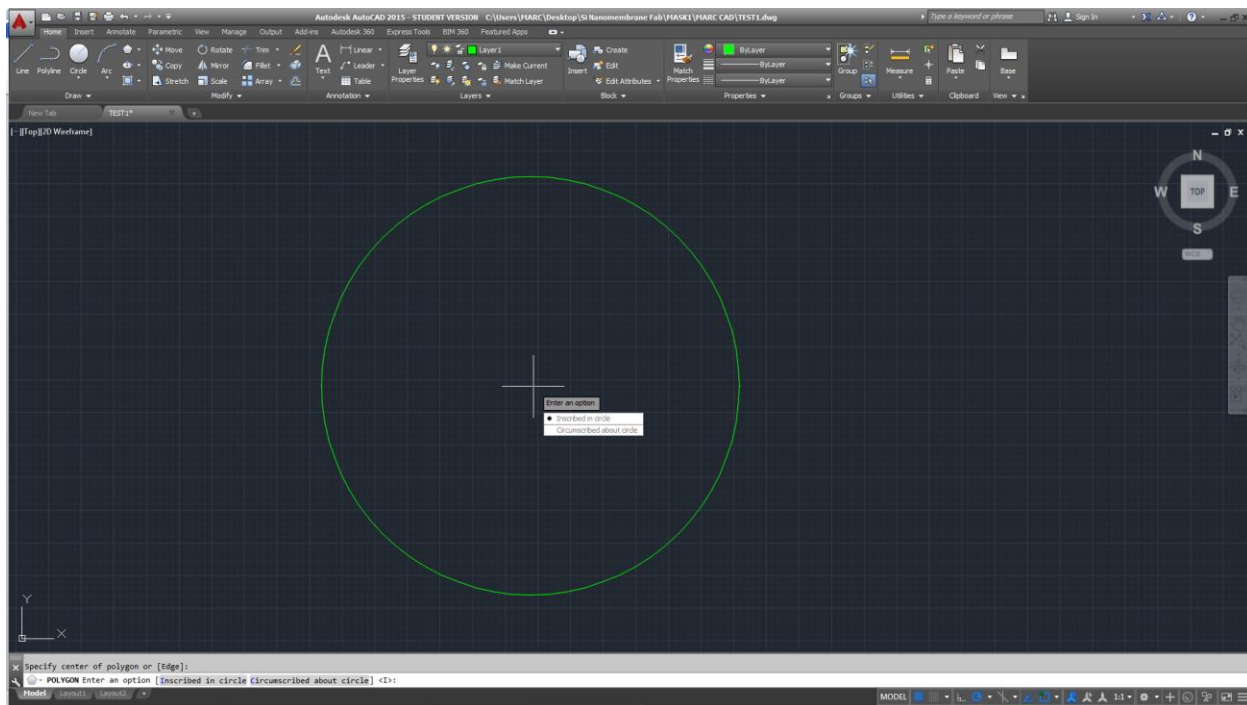 Autodesk AutoCAD 2015 - STUDENT VERSION C:\Users\MARC\Desktop\Si Nanomembrane Fab\MASK1\MARC CAD\TEST1.dwg
Type a keyword or phrase
Sign In
Home Insert Annotate Parametric View Manage Output Add-ins Autodesk 360 Express Tools BIM 360 Featured Apps
Line Polyline Circle Arc
Move Rotate Trim
Copy Mirror Fillet
Stretch Scale Array
Text
Linear
Leader
Table
Layer Properties
Layer1
Make Current
Match Layer
Insert
Create
Edit
Edit Attributes
Match Properties
ByLayer
ByLayer
ByLayer
Group
Measure
Paste
Base
Draw Modify Annotation Layers Block Properties Groups Utilities Clipboard View
New Tab TEST1*
[-][Top][2D Wireframe]
N
W TOP E
S
WCS
Enter an option
Inscribed in circle
Circumscribed about circle
Y
X
Specify center of polygon or [Edge]:
POLYGON Enter an option [Inscribed in circle Circumscribed about circle] <I>:
Model Layout1 Layout2 +
MODEL 1:1